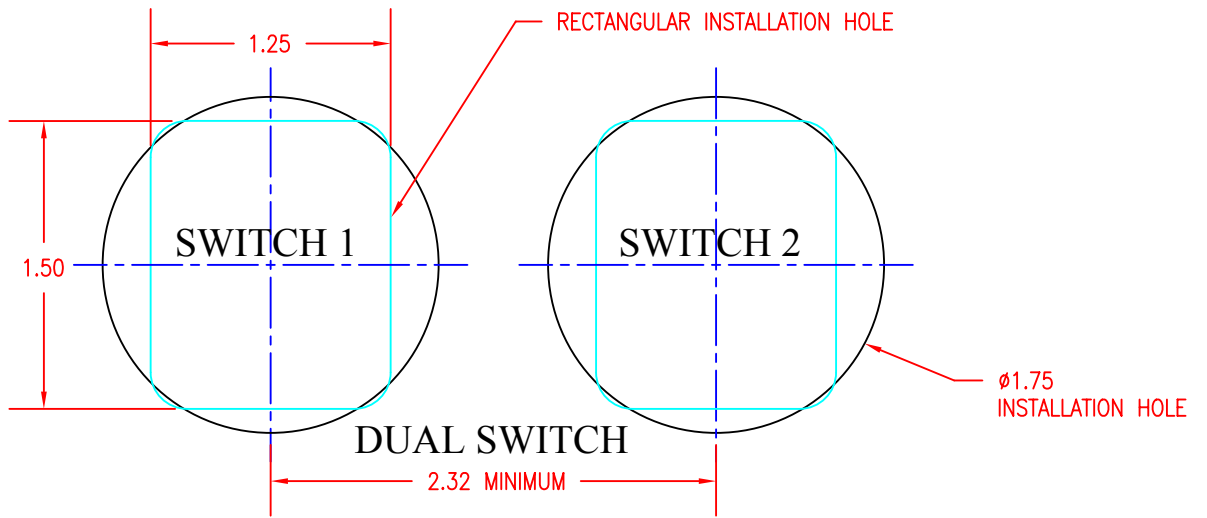 RECTANGULAR INSTALLATION HOLE
1.25
SWITCH 1
SWITCH 2
1.50
ø1.75
INSTALLATION HOLE
DUAL SWITCH
2.32 MINIMUM